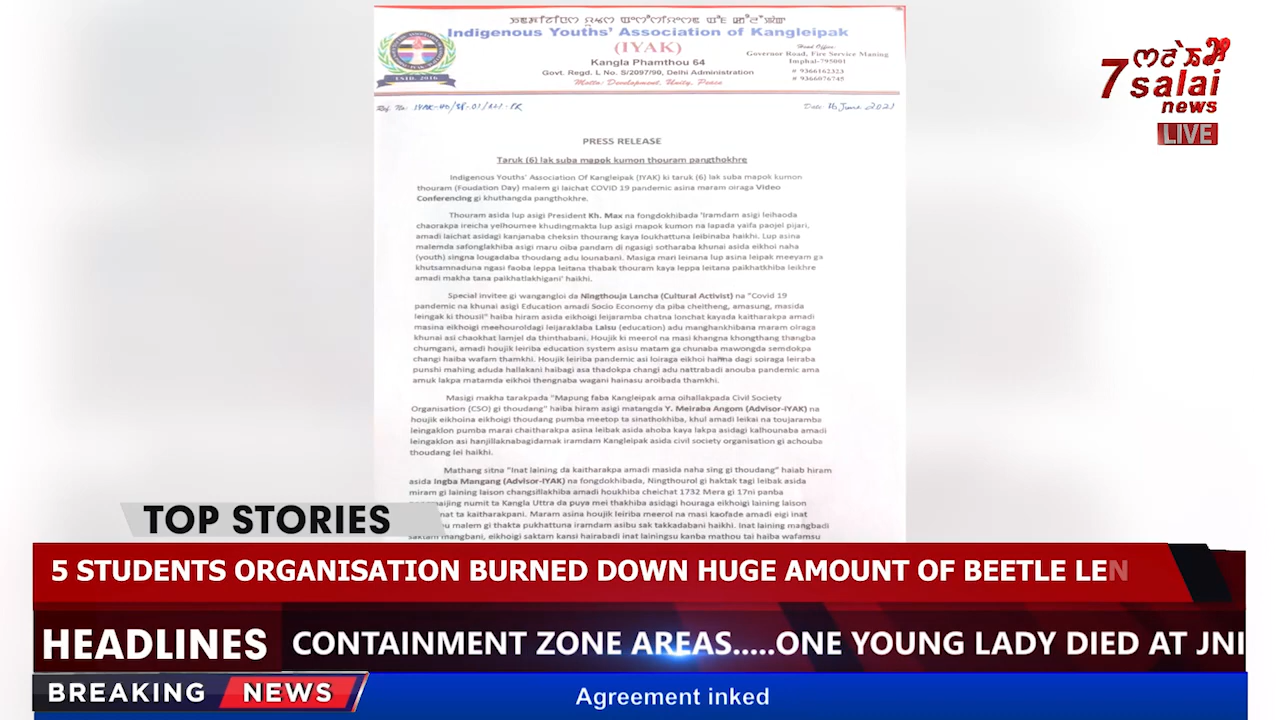 Indigenous Youths' Association of Kangleipak
(IYAK)
Kangla Phamthou 64
Govt. Regd. L No. S/2097/90, Delhi Administration
Motto: Development, Unity, Peace
Head Office:
Governor Road, Fire Service Maning
Imphal-795001
# 9366162323
# 9366076745
ESTD. 2016
Date: 16 June 2021
PRESS RELEASE
Taruk (6) lak suba mapok kumon thouram pangthokhre
Indigenous Youths' Association Of Kangleipak (IYAK) ki taruk (6) lak suba mapok kumon
thouram (Foudation Day) malem gi laichat COVID 19 pandemic asina maram oiraga Video
Conferencing gi khuthangda pangthokhre.
Thouram asida lup asigi President Kh. Max na fongdokhibada 'Iramdam asigi leihaoda
chaorakpa ireicha yelhoumee khudingmakta lup asigi mapok kumon na lapada yaifa paojel pijari,
amadi laichat asidagi kanjanaba cheksin thourang kaya loukhattuna leibinaba haikhi. Lup asina
malemda safonglakhiba asigi maru oiba pandam di ngasigi sotharaba khunai asida eikhoi naha
(youth) singna lougadaba thoudang adu lounabani. Masiga mari leinana lup asina leipak meeyam ga
khutsamnaduna ngasi faoba leppa leitana thabak thouram kaya leppa leitana paikhatkhiba leikhre
amadi makha tana paikhatlakhigani' haikhi.
Special invitee gi wangangloi da Ningthouja Lancha (Cultural Activist) na "Covid 19
pandemic na khunai asigi Education amadi Socio Economy da piba cheitheng, amasung, masida
leingak ki thousil" haiba hiram asida eikhoigi leijaramba chatna lonchat kayada kaitharakpa amadi
masina eikhoigi meehouroldagi leijaraklaba Laisu (education) adu manghankhibana maram oiraga
khunai asi chaokhat lamjel da thinthabani. Houjik ki meerol na masi khangna khongthang thangba
chumgani, amadi houjik leiriba education system asisu matam ga chunaba mawongda semdokpa
changi haiba wafam thamkhi. Houjik leiriba pandemic asi loiraga eikhoi hanna dagi soiraga leiraba
punshi mahing aduda hallakani haibagi asa thadokpa changi adu nattrabadi anouba pandemic ama
amuk lakpa matamda eikhoi thengnaba wagani hainasu aroibada thamkhi.
Masigi makha tarakpada "Mapung faba Kangleipak ama oihallakpada Civil Society
Organisation (CSO) gi thoudang" haiba hiram asigi matangda Y. Meiraba Angom (Advisor-IYAK) na
houjik eikhoina eikhoigi thoudang pumba meetop ta sinathokhiba, khul amadi leikai na toujaramba
leingaklon pumba marai chaitharakpa asina leibak asida ahoba kaya lakpa asidagi kalhounaba amadi
leingaklon asi hanjillaknabagidamak iramdam Kangleipak asida civil society organisation gi achouba
thoudang lei haikhi.
Mathang sitna "Inat laining da kaitharakpa amadi masida naha sing gi thoudang" haiab hiram
asida Ingba Mangang (Advisor-IYAK) na fongdokhibada, Ningthourol gi haktak tagi leibak asida
miram gi laining laison changsillakhiba amadi houkhiba cheichat 1732 Mera gi 17ni panba
numit ta Kangla Uttra da puya mei thakhiba asidagi houraga eikhoigi laining laison
inat ta kaitharakpani. Maram asina houjik leiriba meerol na masi kaofade amadi eigi inat
malem gi thakta pukhattuna iramdam asibu sak takkadabani haikhi. Inat laining mangbadi
saktam mangbani, eikhoigi saktam kansi hairabadi inat lainingsu kanba mathou tai haiba wafamsu
7 salai
news
LIVE
TOP STORIES
5 STUDENTS ORGANISATION BURNED DOWN HUGE AMOUNT OF BEETLE LEN
HEADLINES CONTAINMENT ZONE AREAS.....ONE YOUNG LADY DIED AT JNI
BREAKING NEWS Agreement inked